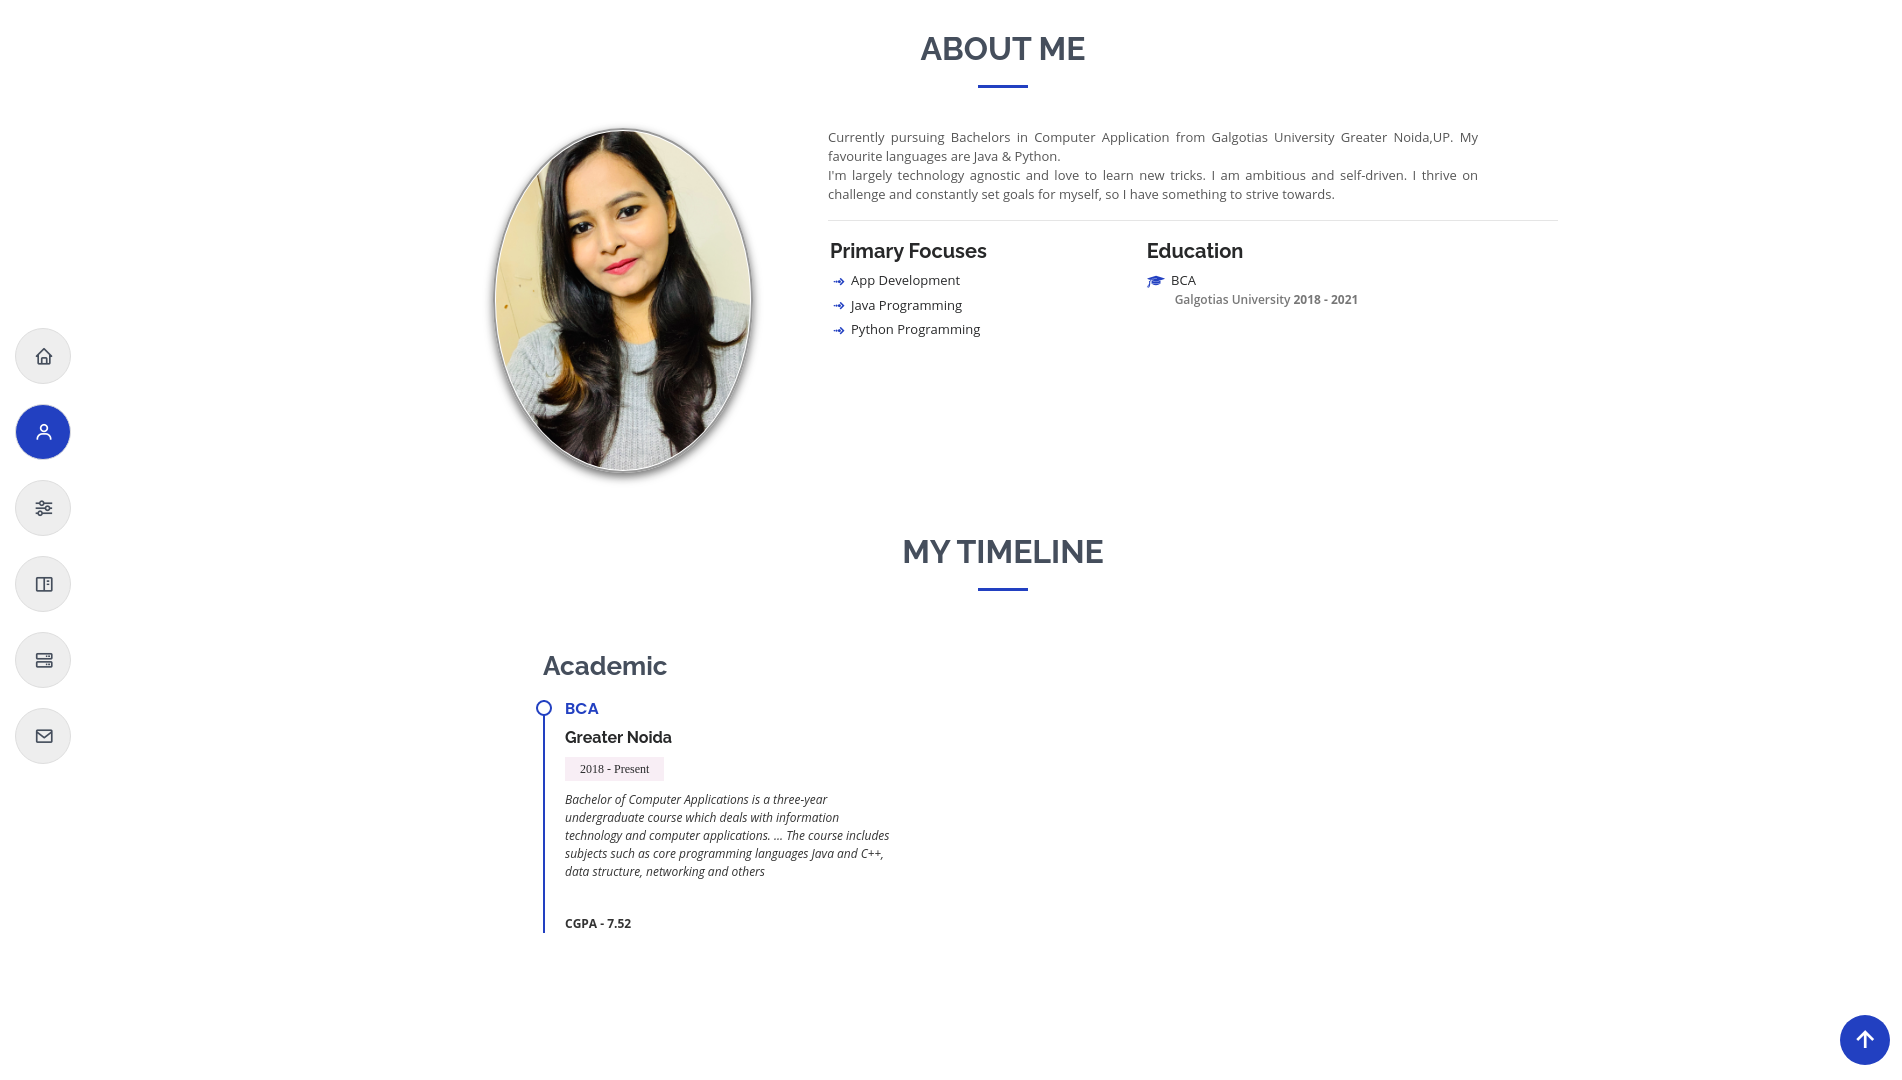 ABOUT ME
Currently pursuing Bachelors in Computer Application from Galgotias University Greater Noida,UP. My
favourite languages are Java & Python.
I'm largely technology agnostic and love to learn new tricks. I am ambitious and self-driven. I thrive on
challenge and constantly set goals for myself, so I have something to strive towards.
Primary Focuses
App Development
Java Programming
Python Programming
Education
BCA
Galgotias University 2018 - 2021
MY TIMELINE
Academic
BCA
Greater Noida
2018 - Present
Bachelor of Computer Applications is a three-year
undergraduate course which deals with information
technology and computer applications. ... The course includes
subjects such as core programming languages Java and C++,
data structure, networking and others
CGPA - 7.52